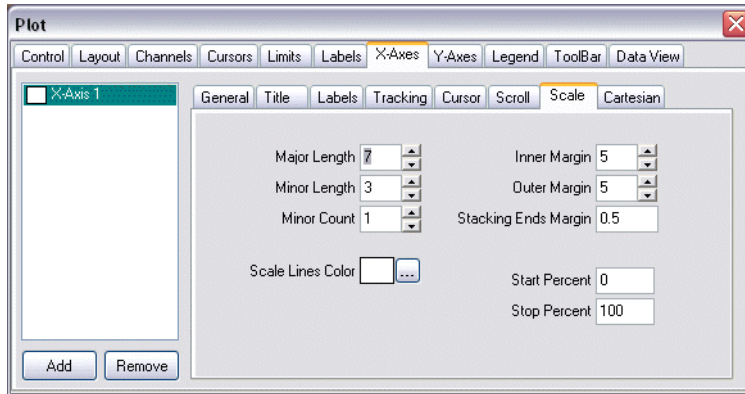 Plot
Control Layout Channels Cursors Limits Labels X-Axes Y-Axes Legend ToolBar Data View
X-Axis 1
General Title Labels Tracking Cursor Scroll Scale Cartesian
Major Length 7
Inner Margin 5
Minor Length 3
Outer Margin 5
Minor Count 1
Stacking Ends Margin 0.5
Scale Lines Color ...
Start Percent 0
Stop Percent 100
Add Remove